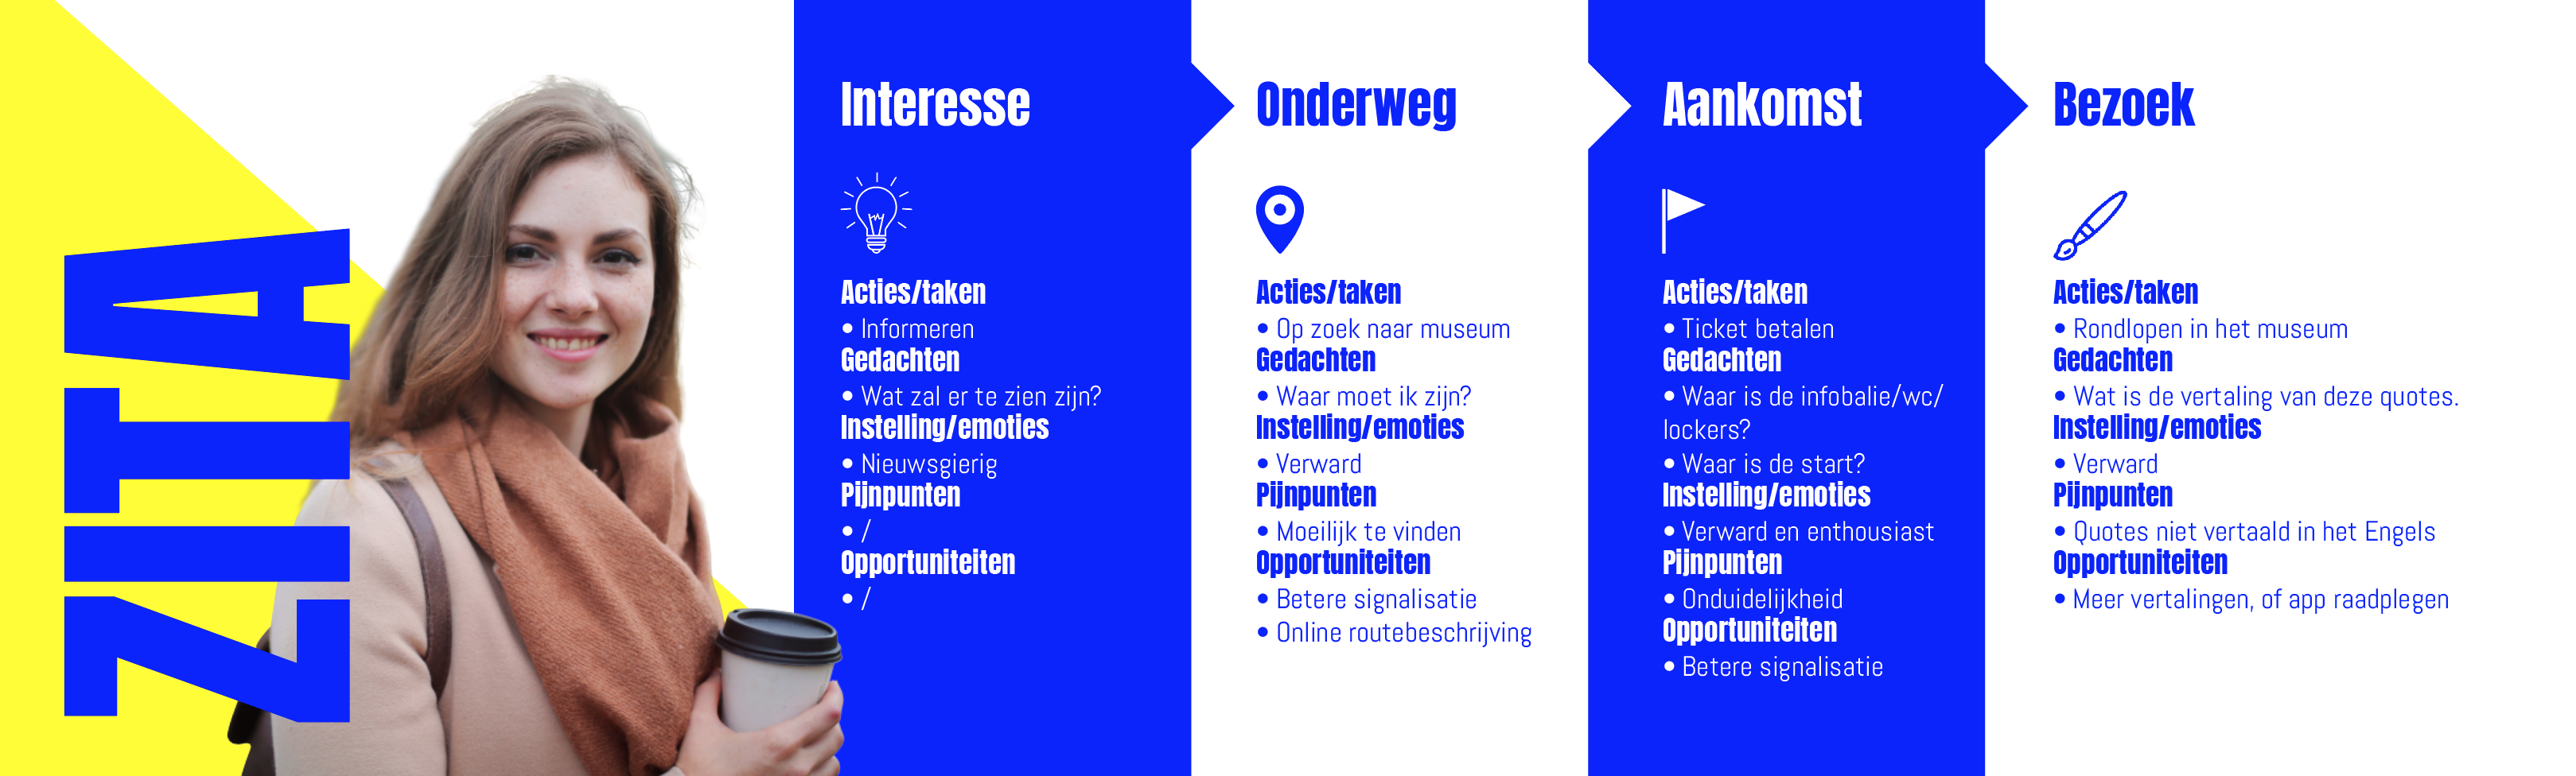 ZITA
Interesse
Acties/taken
• Informeren
Gedachten
• Wat zal er te zien zijn?
Instelling/emoties
• Nieuwsgierig
Pijnpunten
• /
Opportuniteiten
• /
Onderweg
Acties/taken
• Op zoek naar museum
Gedachten
• Waar moet ik zijn?
Instelling/emoties
• Verward
Pijnpunten
• Moeilijk te vinden
Opportuniteiten
• Betere signalisatie
• Online routebeschrijving
Aankomst
Acties/taken
• Ticket betalen
Gedachten
• Waar is de infobalie/wc/
lockers?
• Waar is de start?
Instelling/emoties
• Verward en enthousiast
Pijnpunten
• Onduidelijkheid
Opportuniteiten
• Betere signalisatie
Bezoek
Acties/taken
• Rondlopen in het museum
Gedachten
• Wat is de vertaling van deze quotes.
Instelling/emoties
• Verward
Pijnpunten
• Quotes niet vertaald in het Engels
Opportuniteiten
• Meer vertalingen, of app raadplegen